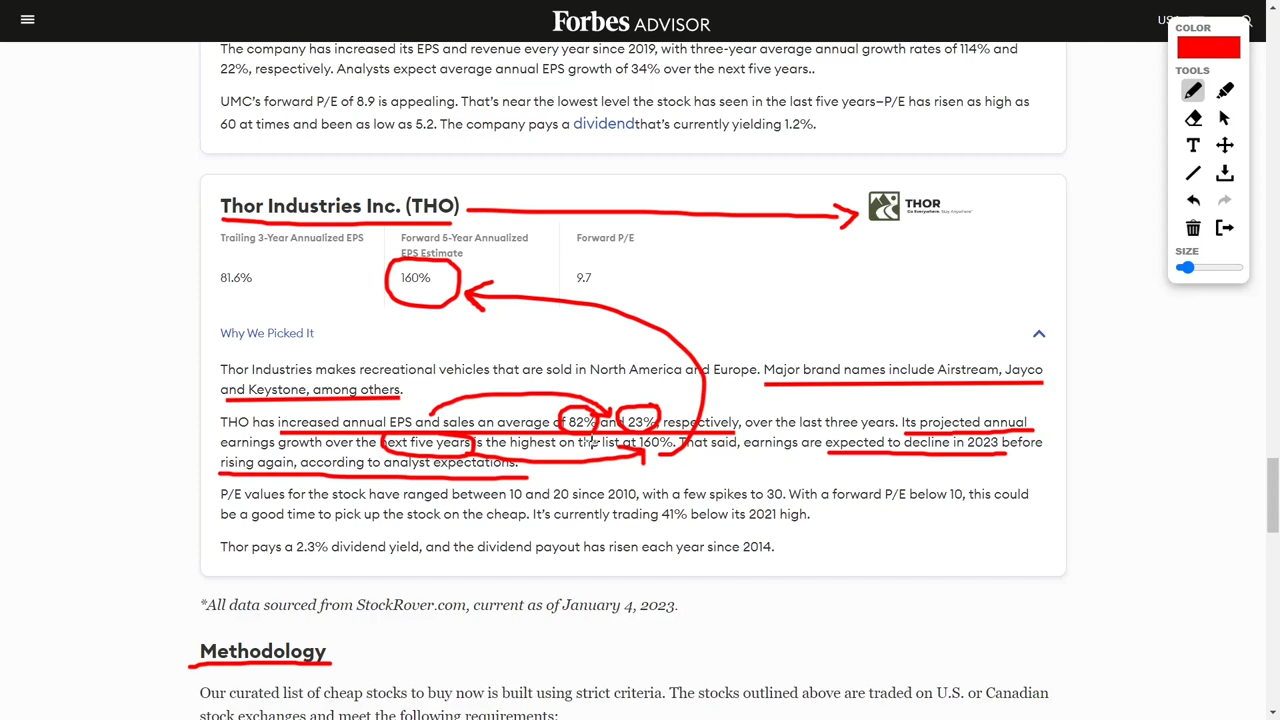 Forbes ADVISOR
US
COLOR
TOOLS
SIZE
The company has increased its EPS and revenue every year since 2019, with three-year average annual growth rates of 114% and
22%, respectively. Analysts expect average annual EPS growth of 34% over the next five years..
UMC’s forward P/E of 8.9 is appealing. That’s near the lowest level the stock has seen in the last five years—P/E has risen as high as
60 at times and been as low as 5.2. The company pays a dividendthat’s currently yielding 1.2%.
Thor Industries Inc. (THO)
THOR
Go Everywhere. Stay Anywhere.
Trailing 3-Year Annualized EPS
81.6%
Forward 5-Year Annualized
EPS Estimate
160%
Forward P/E
9.7
Why We Picked It
Thor Industries makes recreational vehicles that are sold in North America and Europe. Major brand names include Airstream, Jayco
and Keystone, among others.
THO has increased annual EPS and sales an average of 82% and 23%, respectively, over the last three years. Its projected annual
earnings growth over the next five years is the highest on the list at 160%. That said, earnings are expected to decline in 2023 before
rising again, according to analyst expectations.
P/E values for the stock have ranged between 10 and 20 since 2010, with a few spikes to 30. With a forward P/E below 10, this could
be a good time to pick up the stock on the cheap. It’s currently trading 41% below its 2021 high.
Thor pays a 2.3% dividend yield, and the dividend payout has risen each year since 2014.
*All data sourced from StockRover.com, current as of January 4, 2023.
Methodology
Our curated list of cheap stocks to buy now is built using strict criteria. The stocks outlined above are traded on U.S. or Canadian
stock exchanges and meet the following requirements: